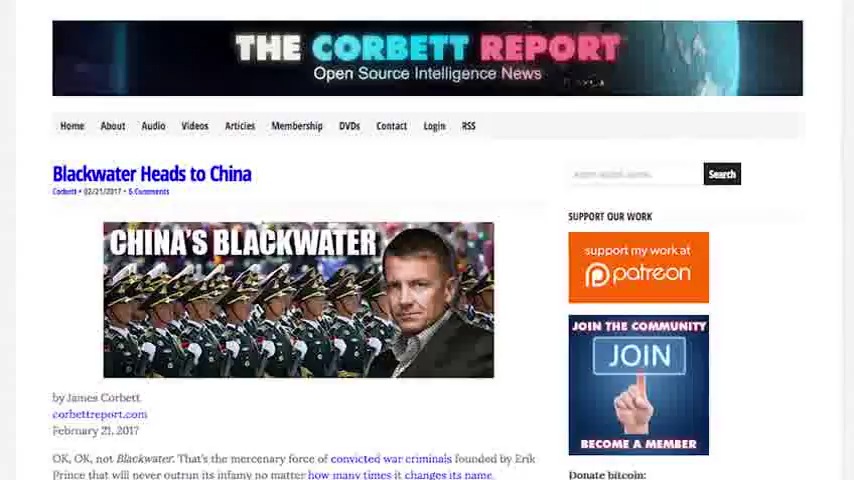 THE CORBETT REPORT
Open Source Intelligence News
Home About Audio Videos Articles Membership DVDs Contact Login RSS
Blackwater Heads to China
Corbett • 02/21/2017 • 5 Comments
Search
SUPPORT OUR WORK
CHINA'S BLACKWATER
support my work at
patreon
JOIN THE COMMUNITY
JOIN
BECOME A MEMBER
by James Corbett
corbettreport.com
February 21, 2017
OK, OK, not Blackwater. That's the mercenary force of convicted war criminals founded by Erik
Prince that will never outrun its infamy no matter how many times it changes its name.
Donate bitcoin: